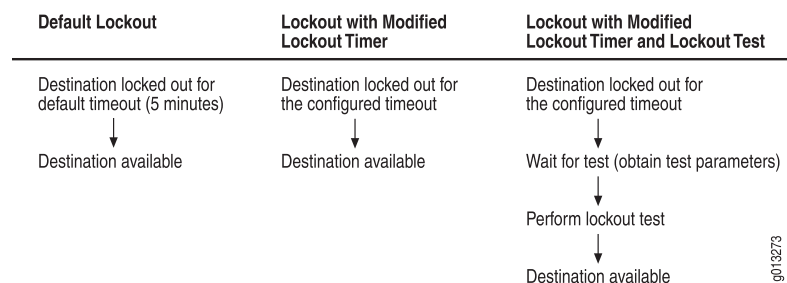 Default Lockout
Lockout with Modified
Lockout Timer
Lockout with Modified
Lockout Timer and Lockout Test
Destination locked out for
default timeout (5 minutes)
Destination available
Destination locked out for
the configured timeout
Destination available
Destination locked out for
the configured timeout
Wait for test (obtain test parameters)
Perform lockout test
Destination available
g013273